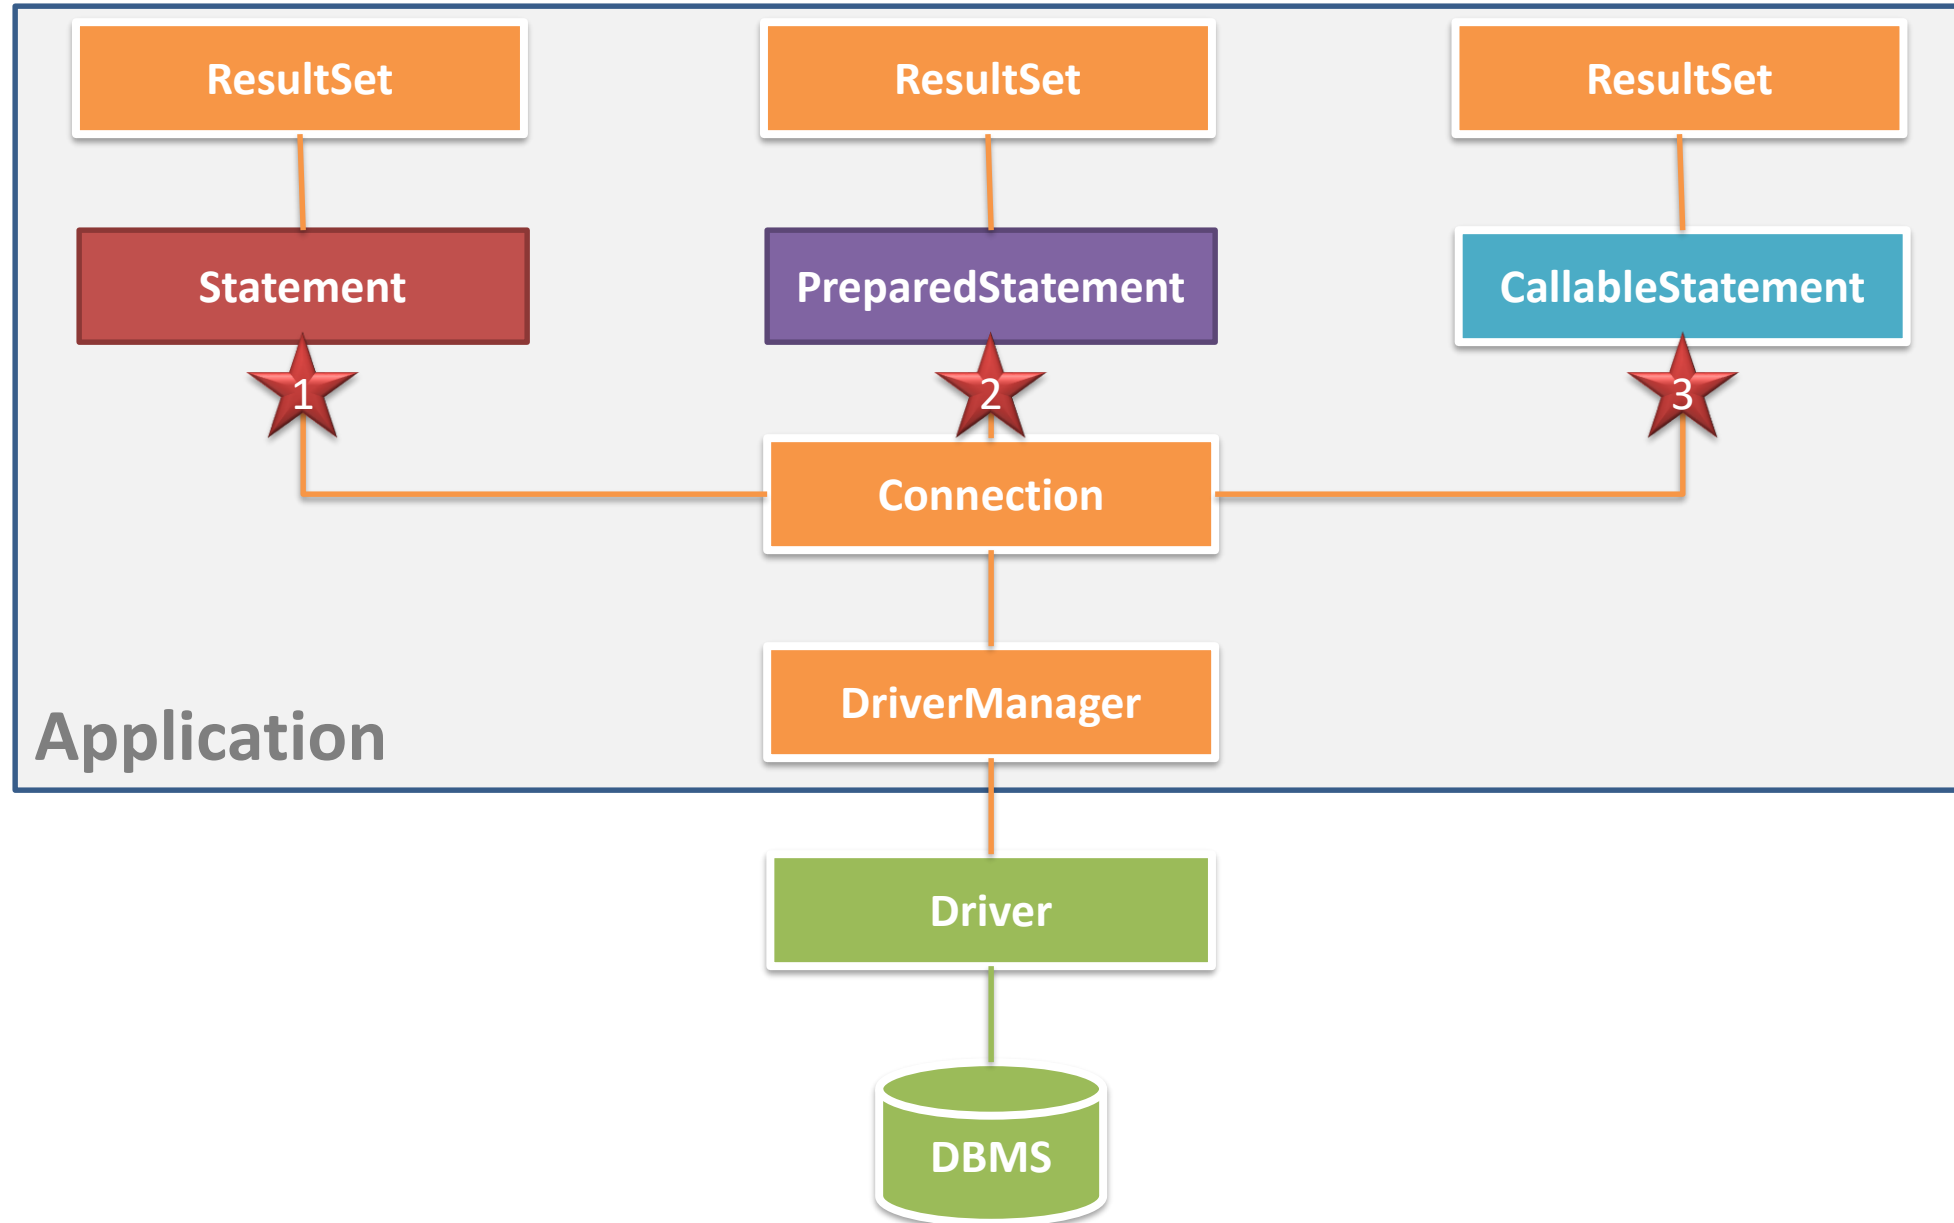 ResultSet
ResultSet
ResultSet
Statement
PreparedStatement
CallableStatement
1
2
3
Connection
DriverManager
Application
Driver
DBMS